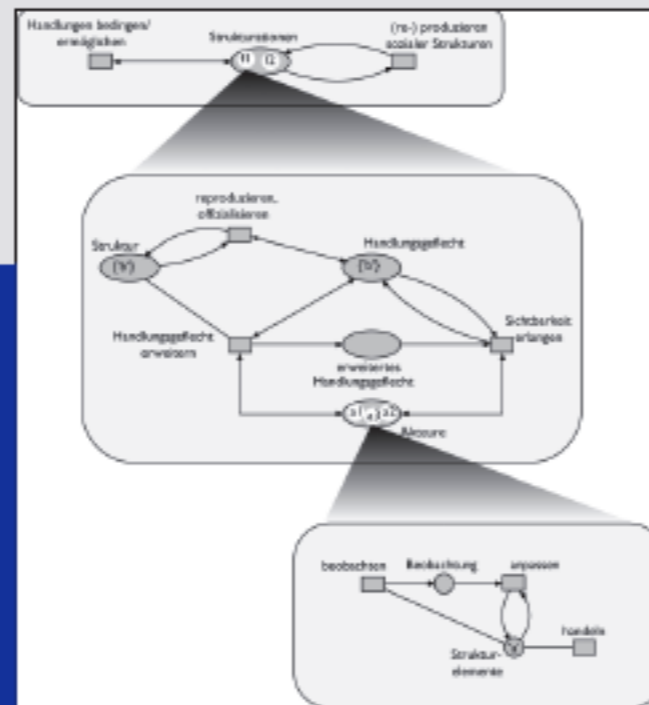 Handlungen bedingen/
ermöglichen
Strukturationen
(re-) produzieren
sozialer Strukturen
reproduzieren,
offizialisieren
Struktur
Handlungsgeflecht
Handlungsgeflecht
erweitern
Sichtbarkeit
erlangen
erweitertes
Handlungsgeflecht
Akteure
beobachten
Beobachtung
anpassen
handeln
Struktur-
elemente